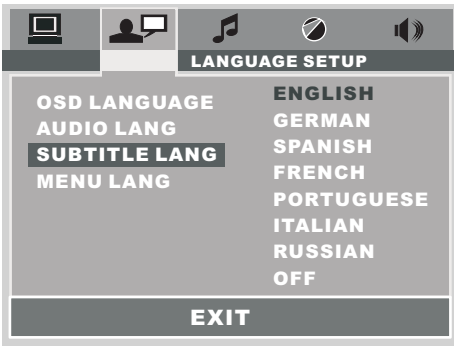 LANGUAGE SETUP
OSD LANGUAGE
AUDIO LANG
SUBTITLE LANG
MENU LANG
ENGLISH
GERMAN
SPANISH
FRENCH
PORTUGUESE
ITALIAN
RUSSIAN
OFF
EXIT